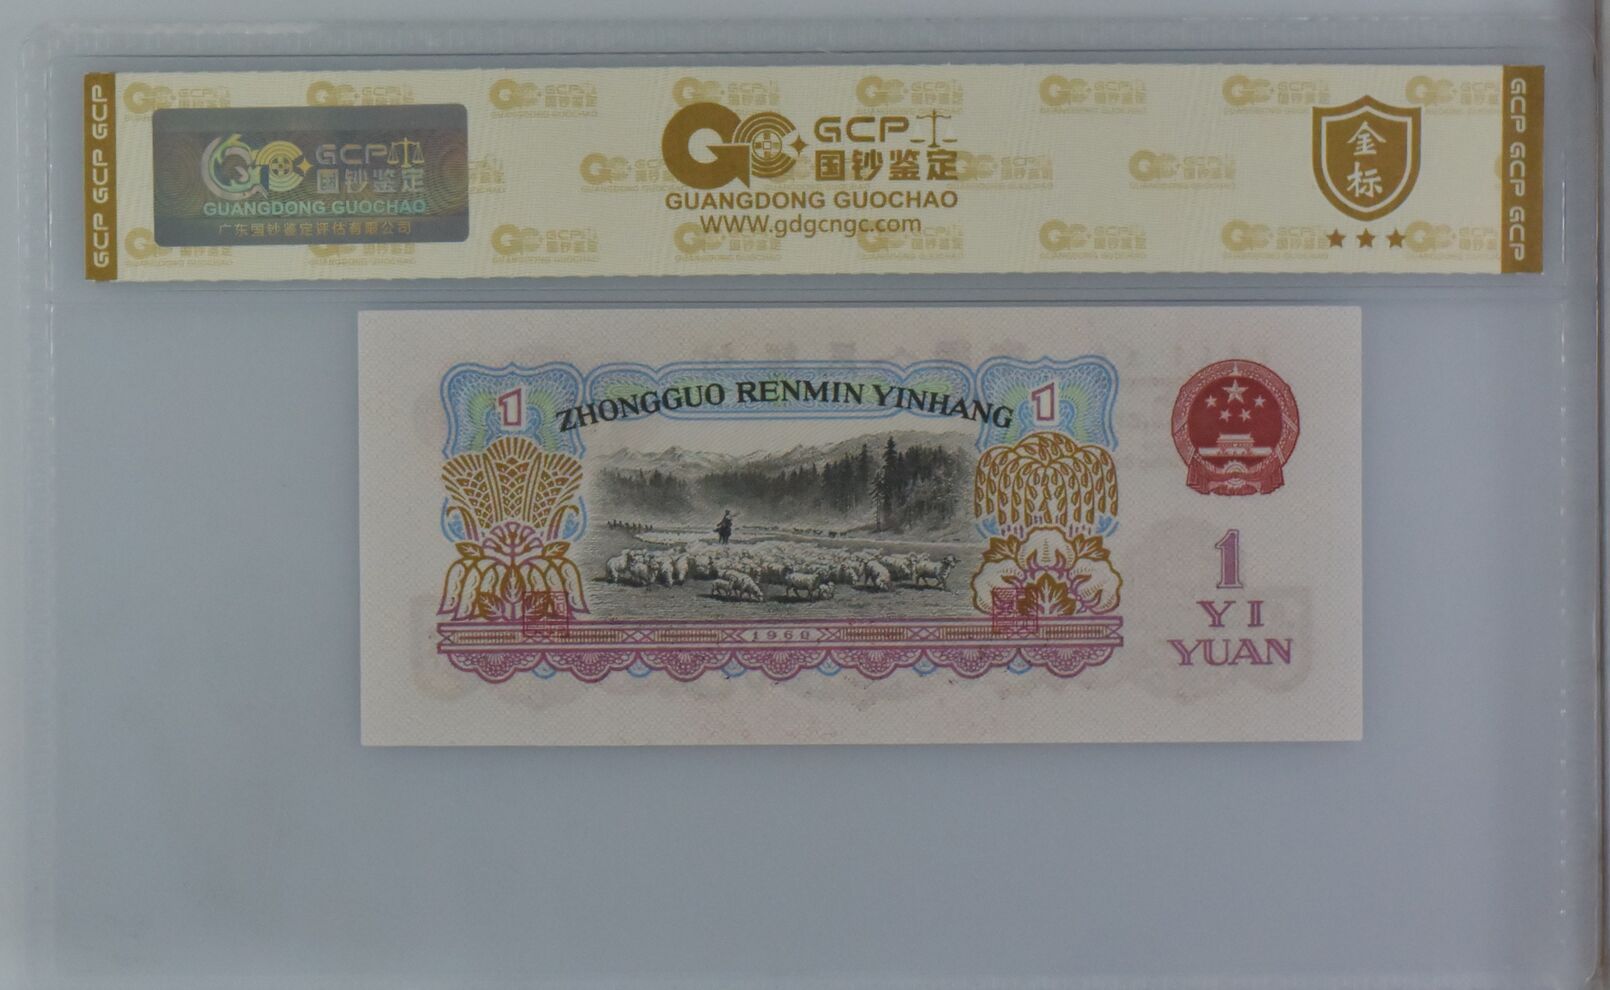 GCP GCP GCP
GCP
国钞鉴定
GUANGDONG GUOCHAO
广东国钞鉴定评估有限公司
GCP
国钞鉴定
GUANGDONG GUOCHAO
WWW.gdgcngc.com
金标
GCP GCP GCP
ZHONGGUO RENMIN YINHANG
1
1
1960
1
YI
YUAN